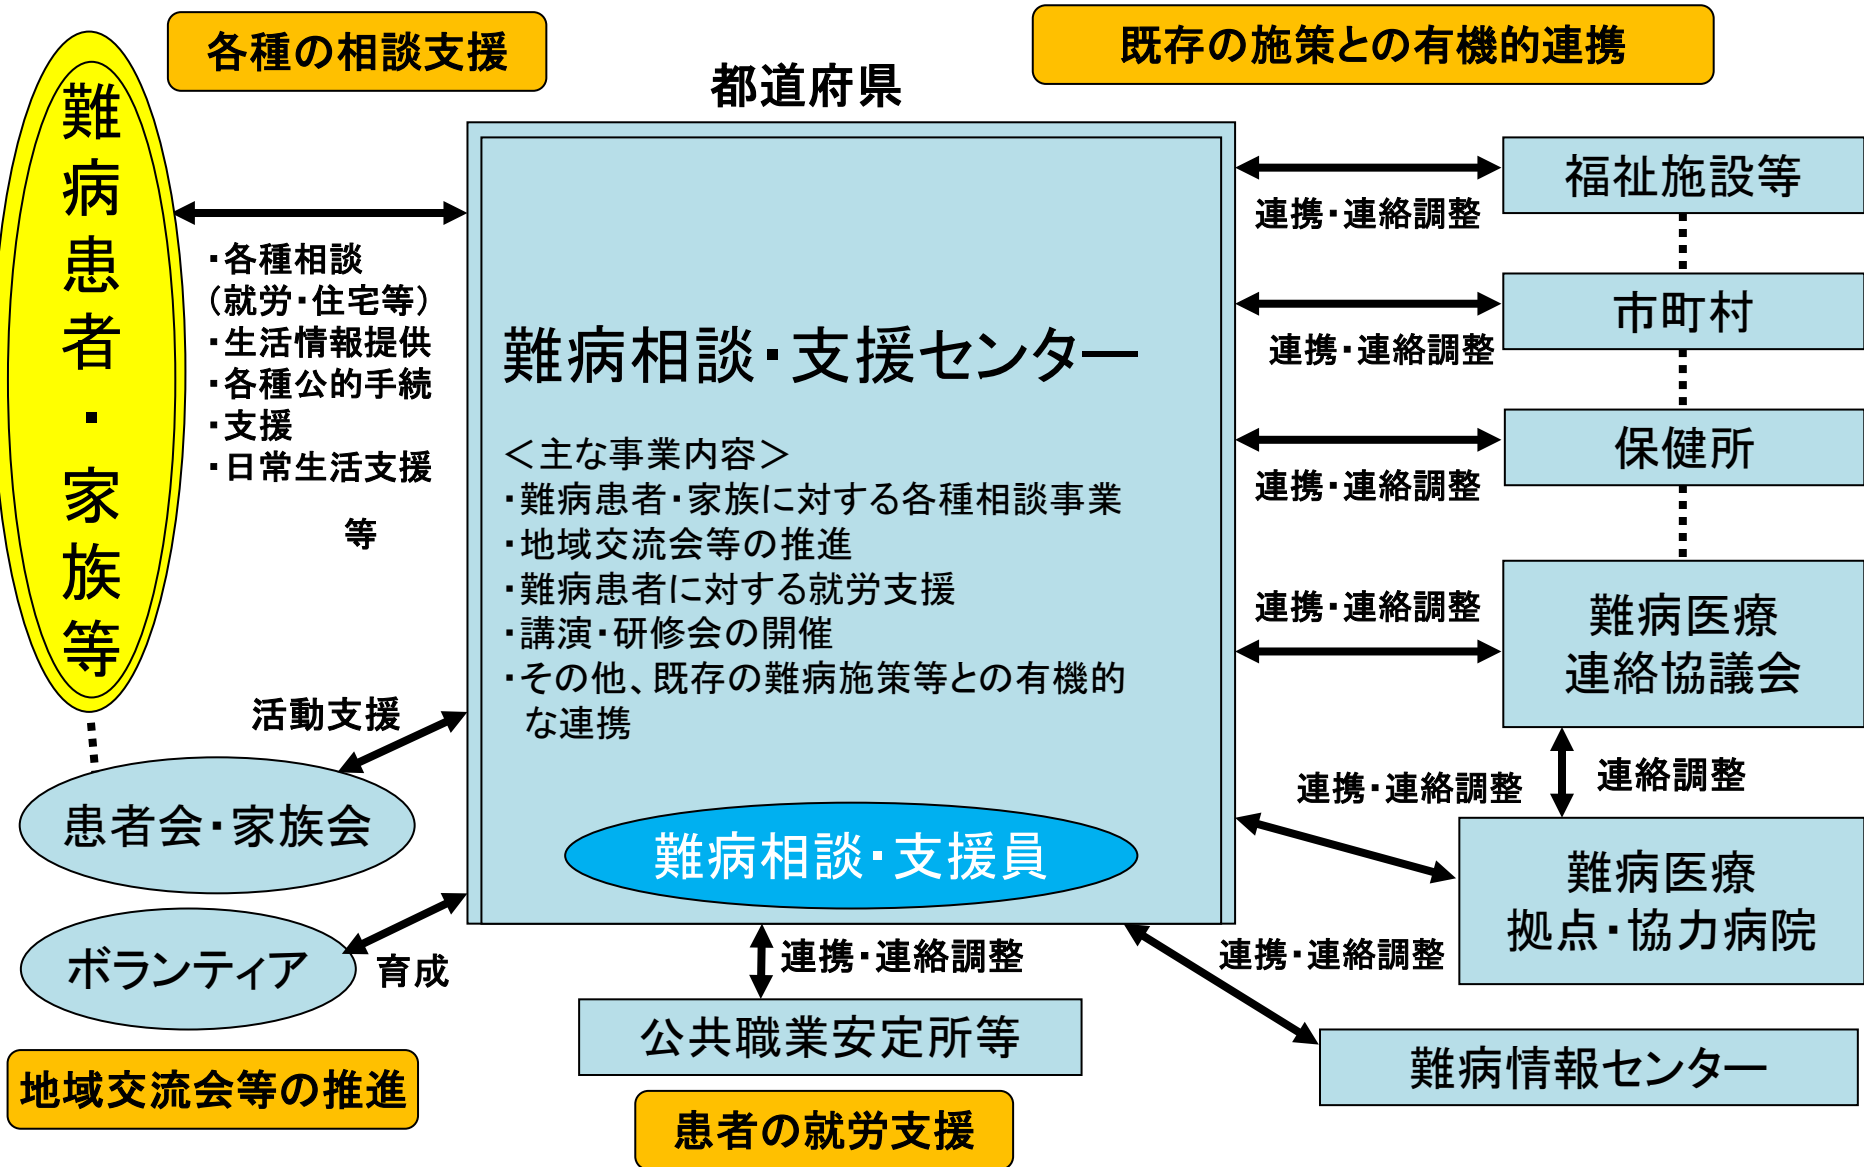 各種の相談支援
既存の施策との有機的連携
都道府県
難病患者・家族等
・各種相談
（就労・住宅等）
・生活情報提供
・各種公的手続
・支援
・日常生活支援
等
難病相談・支援センター
＜主な事業内容＞
・難病患者・家族に対する各種相談事業
・地域交流会等の推進
・難病患者に対する就労支援
・講演・研修会の開催
・その他、既存の難病施策等との有機的
な連携
難病相談・支援員
福祉施設等
連携・連絡調整
市町村
連携・連絡調整
保健所
連携・連絡調整
連携・連絡調整
難病医療
連絡協議会
連絡調整
連携・連絡調整
難病医療
拠点・協力病院
連携・連絡調整
難病情報センター
活動支援
患者会・家族会
ボランティア
育成
連携・連絡調整
公共職業安定所等
地域交流会等の推進
患者の就労支援